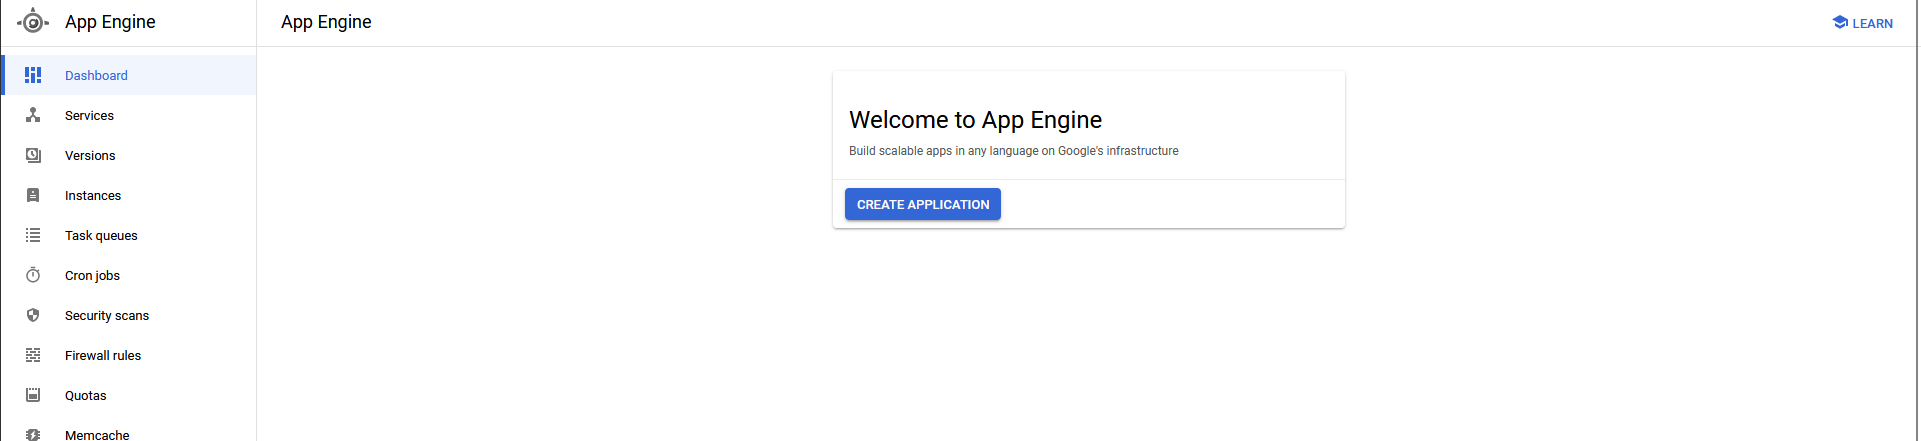 App Engine
App Engine
LEARN
Dashboard
Services
Versions
Instances
Task queues
Cron jobs
Security scans
Firewall rules
Quotas
Memcache
Welcome to App Engine
Build scalable apps in any language on Google's infrastructure
CREATE APPLICATION